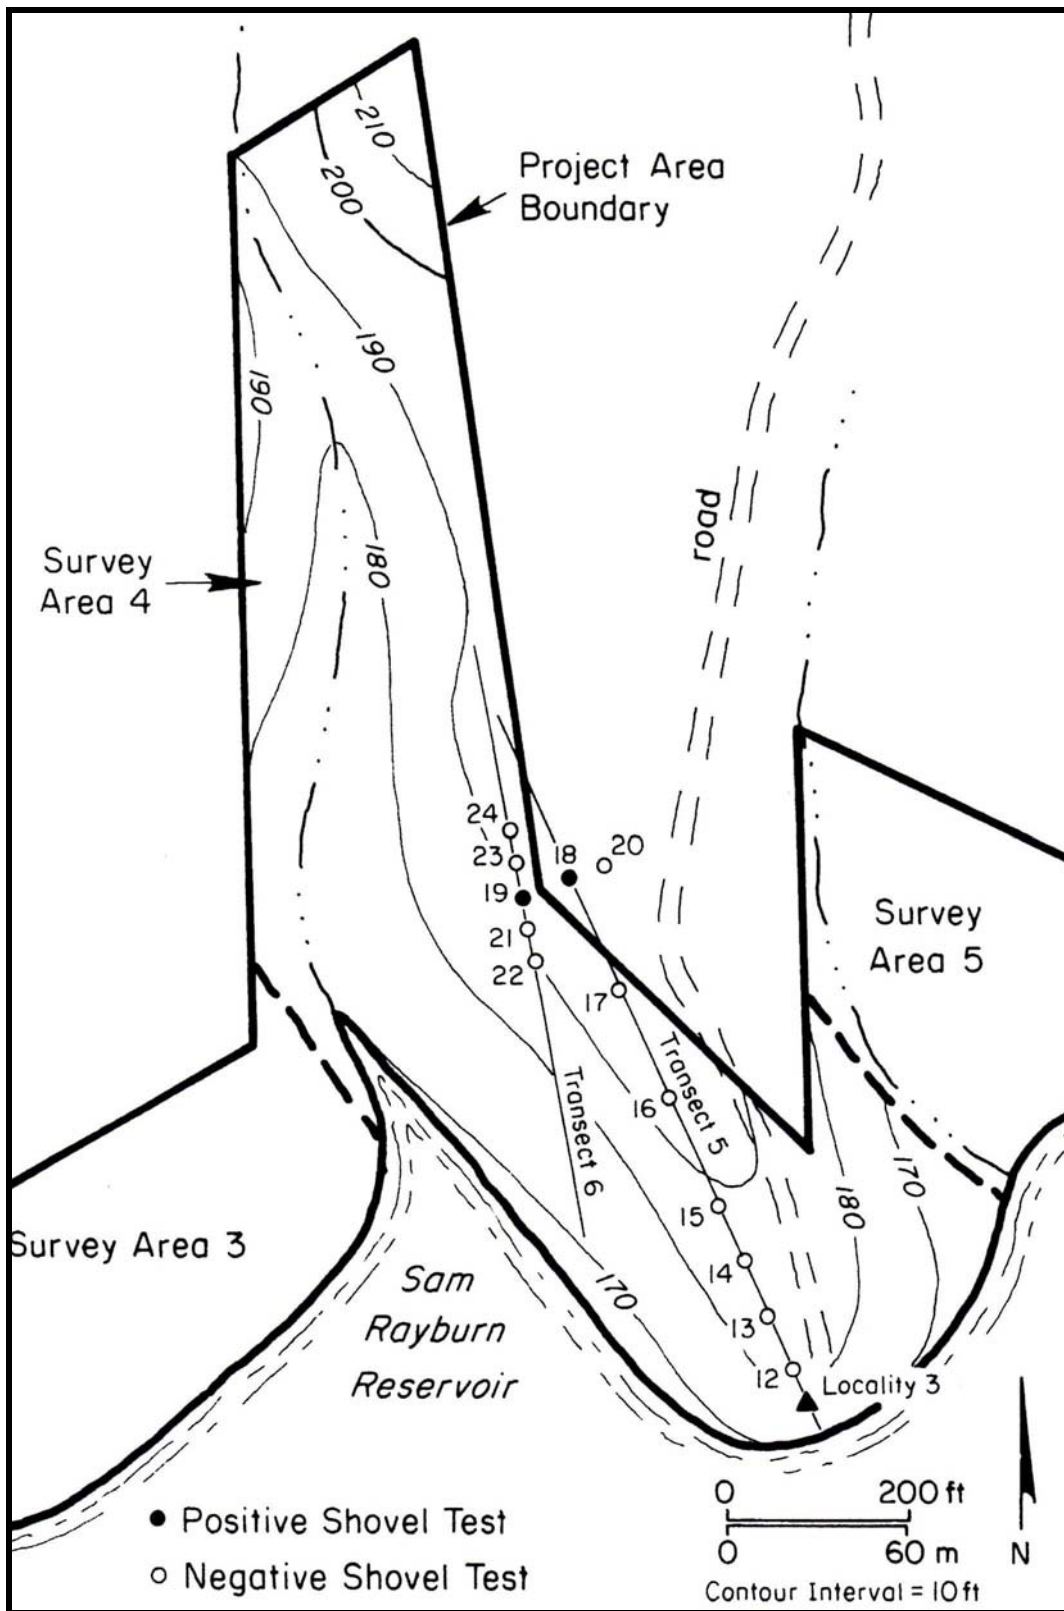 210
200
Project Area
Boundary
190
190
180
road
Survey
Area 4
24
23
19
21
22
18
20
17
Survey
Area 5
Transect 5
16
Transect 6
15
14
13
12
180
170
170
Locality 3
Survey Area 3
Sam
Rayburn
Reservoir
Positive Shovel Test
Negative Shovel Test
0 200 ft
0 60 m
Contour Interval = 10 ft
N